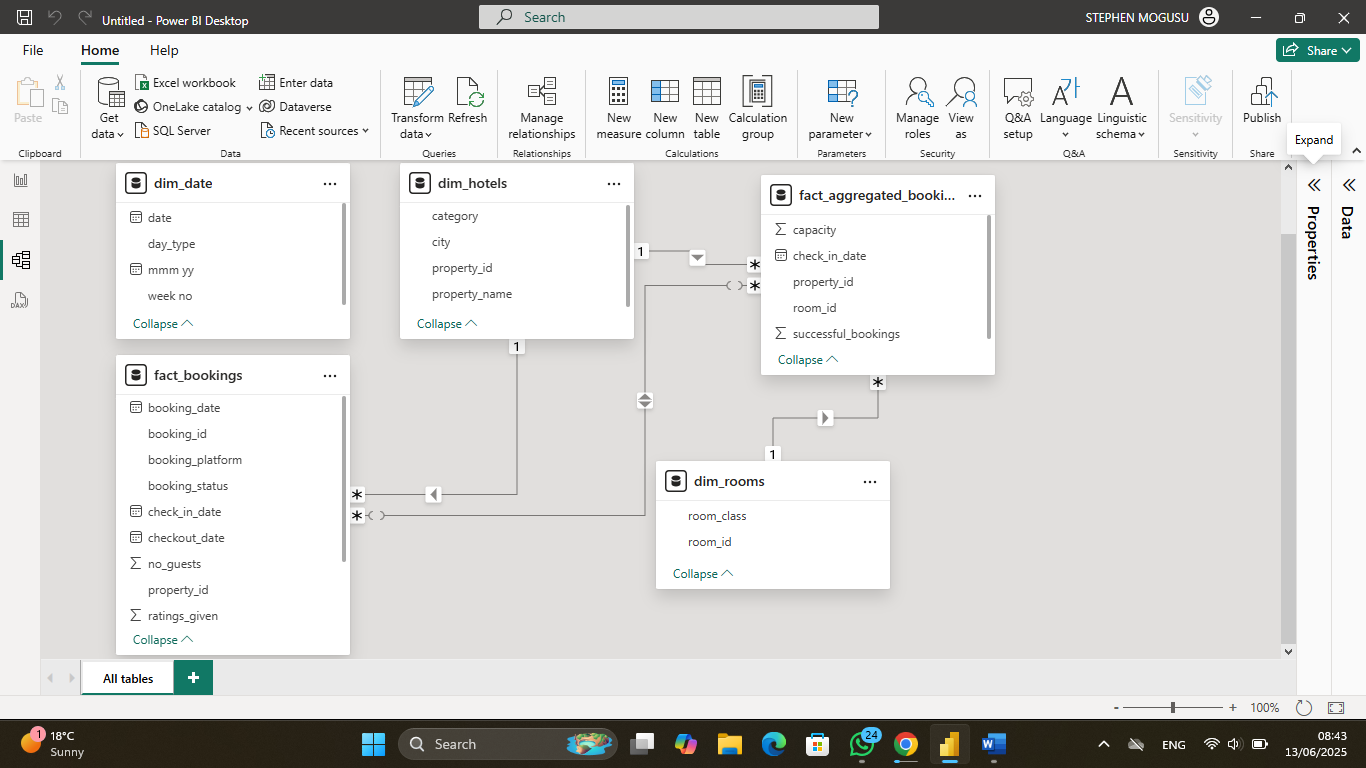 Untitled - Power BI Desktop
Search
STEPHEN MOGUSU
File
Home
Help
Share
Paste
Get data
Excel workbook
OneLake catalog
SQL Server
Enter data
Dataverse
Recent sources
Transform data
Refresh
Manage relationships
New measure
New column
New table
Calculation group
New parameter
Manage roles
View as
Q&A setup
Language
Linguistic schema
Sensitivity
Publish
Clipboard
Data
Queries
Relationships
Calculations
Parameters
Security
Q&A
Sensitivity
Share
Expand
Properties
Data
DAX
dim_date
date
day_type
mmm yy
week no
Collapse
dim_hotels
category
city
property_id
property_name
Collapse
fact_aggregated_booki...
capacity
check_in_date
property_id
room_id
successful_bookings
Collapse
1
*
*
1
*
1
*
*
fact_bookings
booking_date
booking_id
booking_platform
booking_status
check_in_date
checkout_date
no_guests
property_id
ratings_given
Collapse
dim_rooms
room_class
room_id
Collapse
All tables
+
- + 100%
1
18°C
Sunny
Search
24
ENG
08:43
13/06/2025